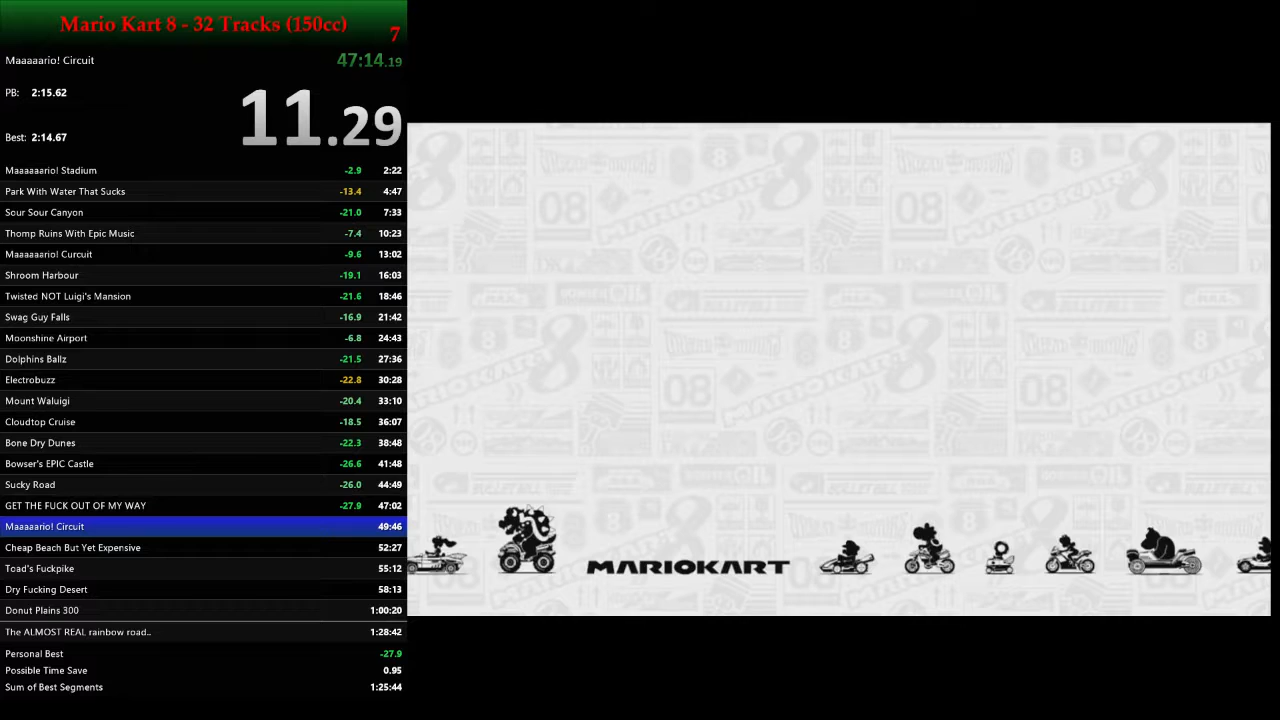 Mario Kart 8 - 32 Tracks (150cc)
7
Maaaaario! Circuit 47:14.19
PB: 2:15.62
11.29
Best: 2:14.67
Maaaaaario! Stadium -2.9 2:22
Park With Water That Sucks -13.4 4:47
Sour Sour Canyon -21.0 7:33
Thomp Ruins With Epic Music -7.4 10:23
Maaaaaario! Curcuit -9.6 13:02
Shroom Harbour -19.1 16:03
Twisted NOT Luigi's Mansion -21.6 18:46
Swag Guy Falls -16.9 21:42
Moonshine Airport -6.8 24:43
Dolphins Ballz -21.5 27:36
Electrobuzz -22.8 30:28
Mount Waluigi -20.4 33:10
Cloudtop Cruise -18.5 36:07
Bone Dry Dunes -22.3 38:48
Bowser's EPIC Castle -26.6 41:48
Sucky Road -26.0 44:49
GET THE FUCK OUT OF MY WAY -27.9 47:02
Maaaaario! Circuit 49:46
Cheap Beach But Yet Expensive 52:27
Toad's Fuckpike 55:12
Dry Fucking Desert 58:13
Donut Plains 300 1:00:20
The ALMOST REAL rainbow road.. 1:28:42
Personal Best -27.9
Possible Time Save 0.95
Sum of Best Segments 1:25:44
MARIOKART